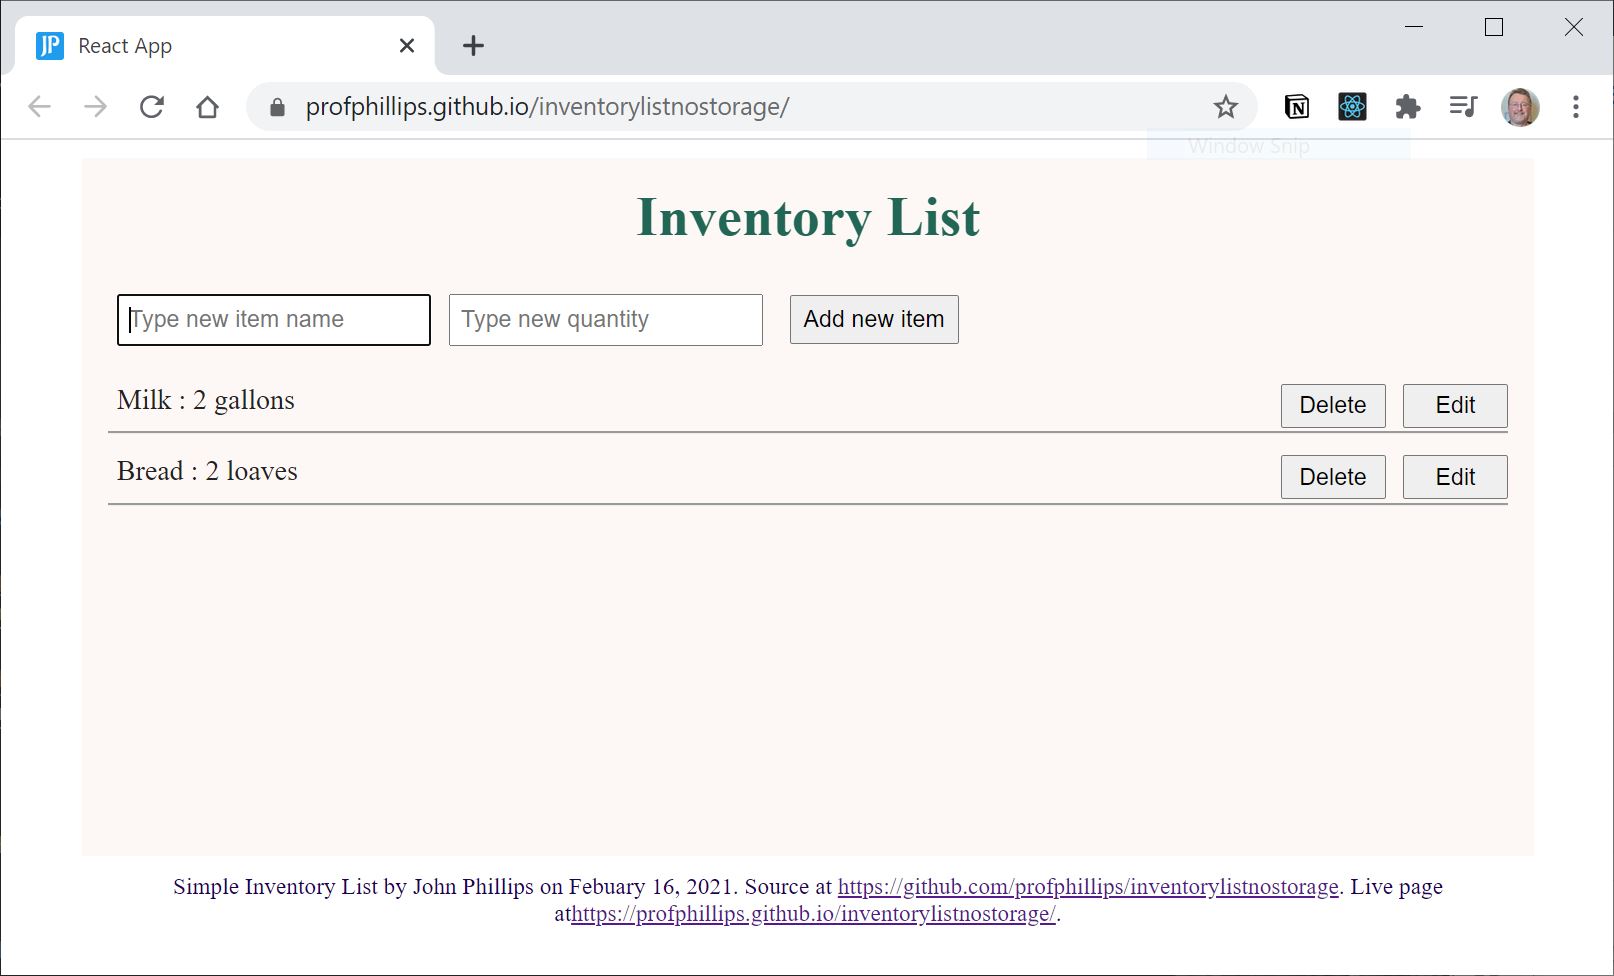 JP React App
profphillips.github.io/inventorylistnostorage/
Window Snip
Inventory List
Type new item name Type new quantity Add new item
Milk : 2 gallons Delete Edit
Bread : 2 loaves Delete Edit
Simple Inventory List by John Phillips on Febuary 16, 2021. Source at https://github.com/profphillips/inventorylistnostorage. Live page
athttps://profphillips.github.io/inventorylistnostorage/.